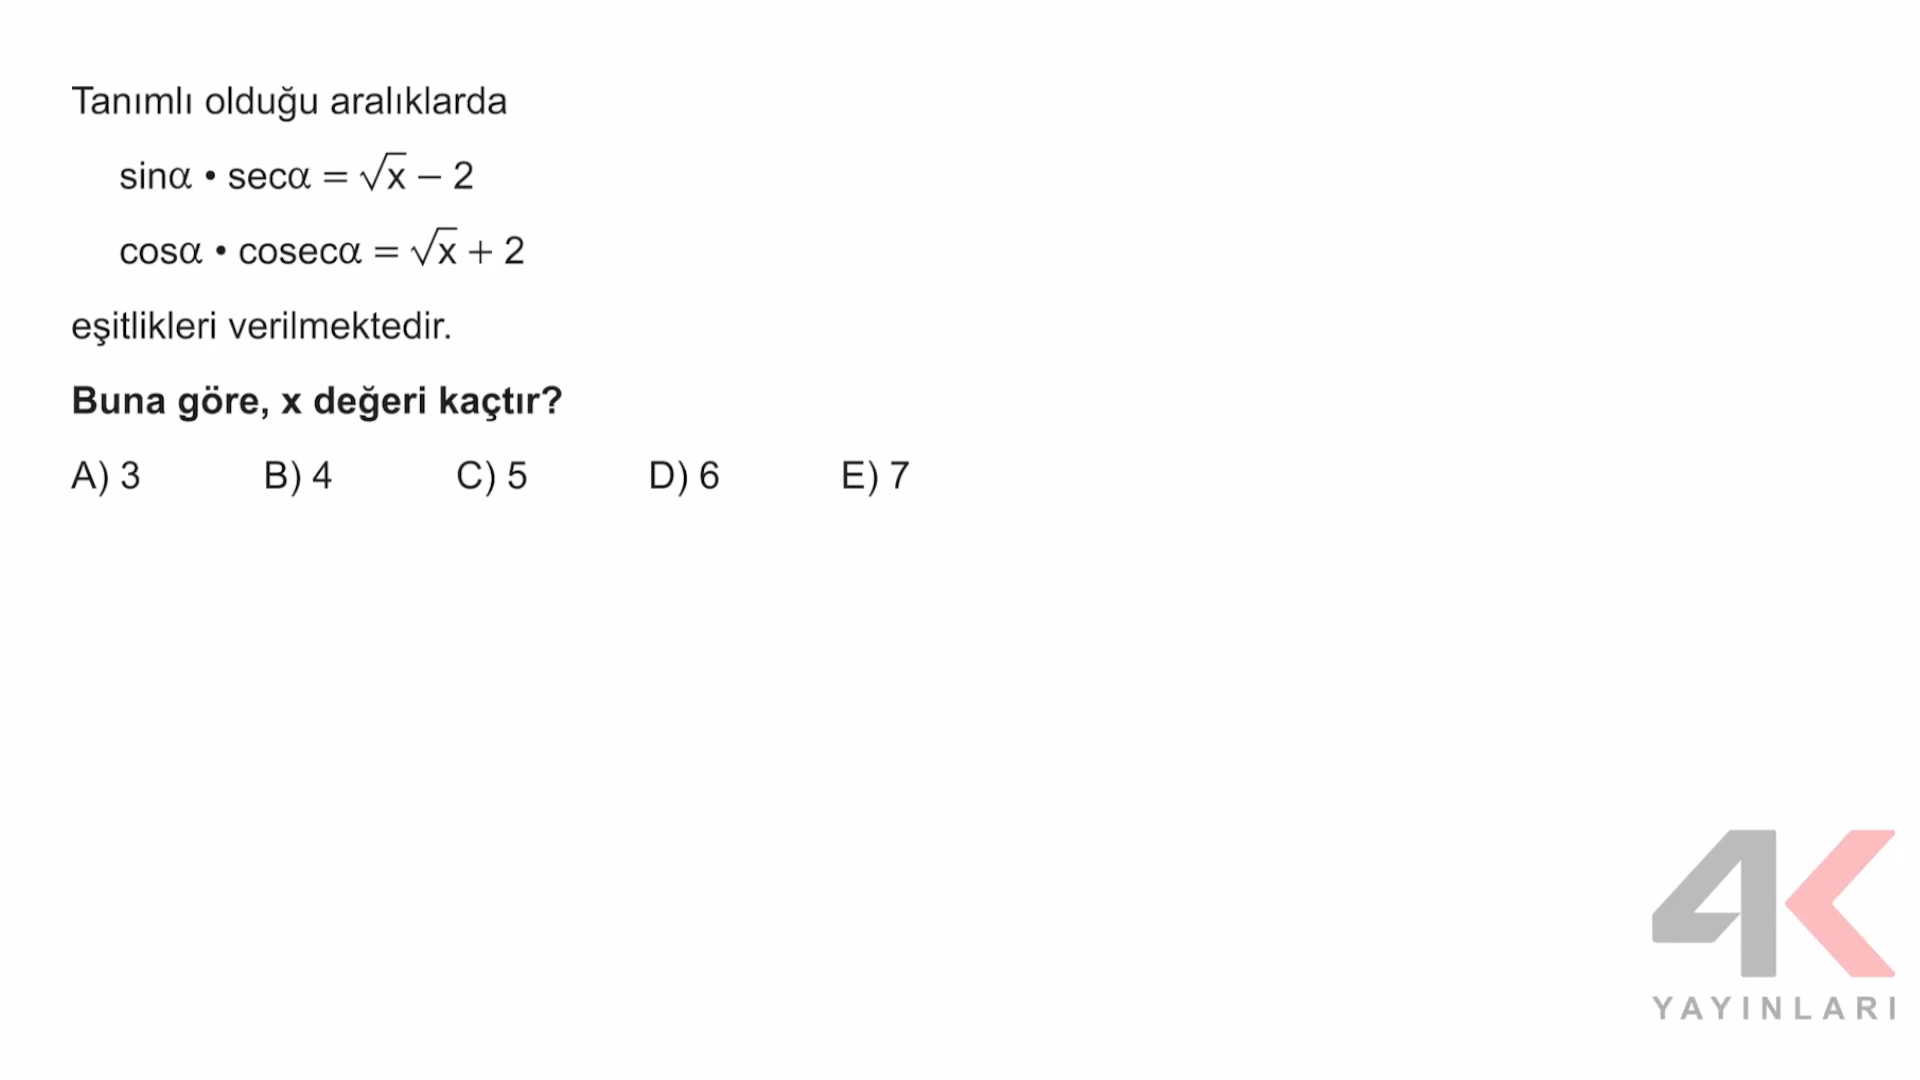 Tanımlı olduğu aralıklarda
sinα • secα = √x − 2
cosα • cosecα = √x + 2
eşitlikleri verilmektedir.
Buna göre, x değeri kaçtır?
A) 3 B) 4 C) 5 D) 6 E) 7
4K
YAYINLARI